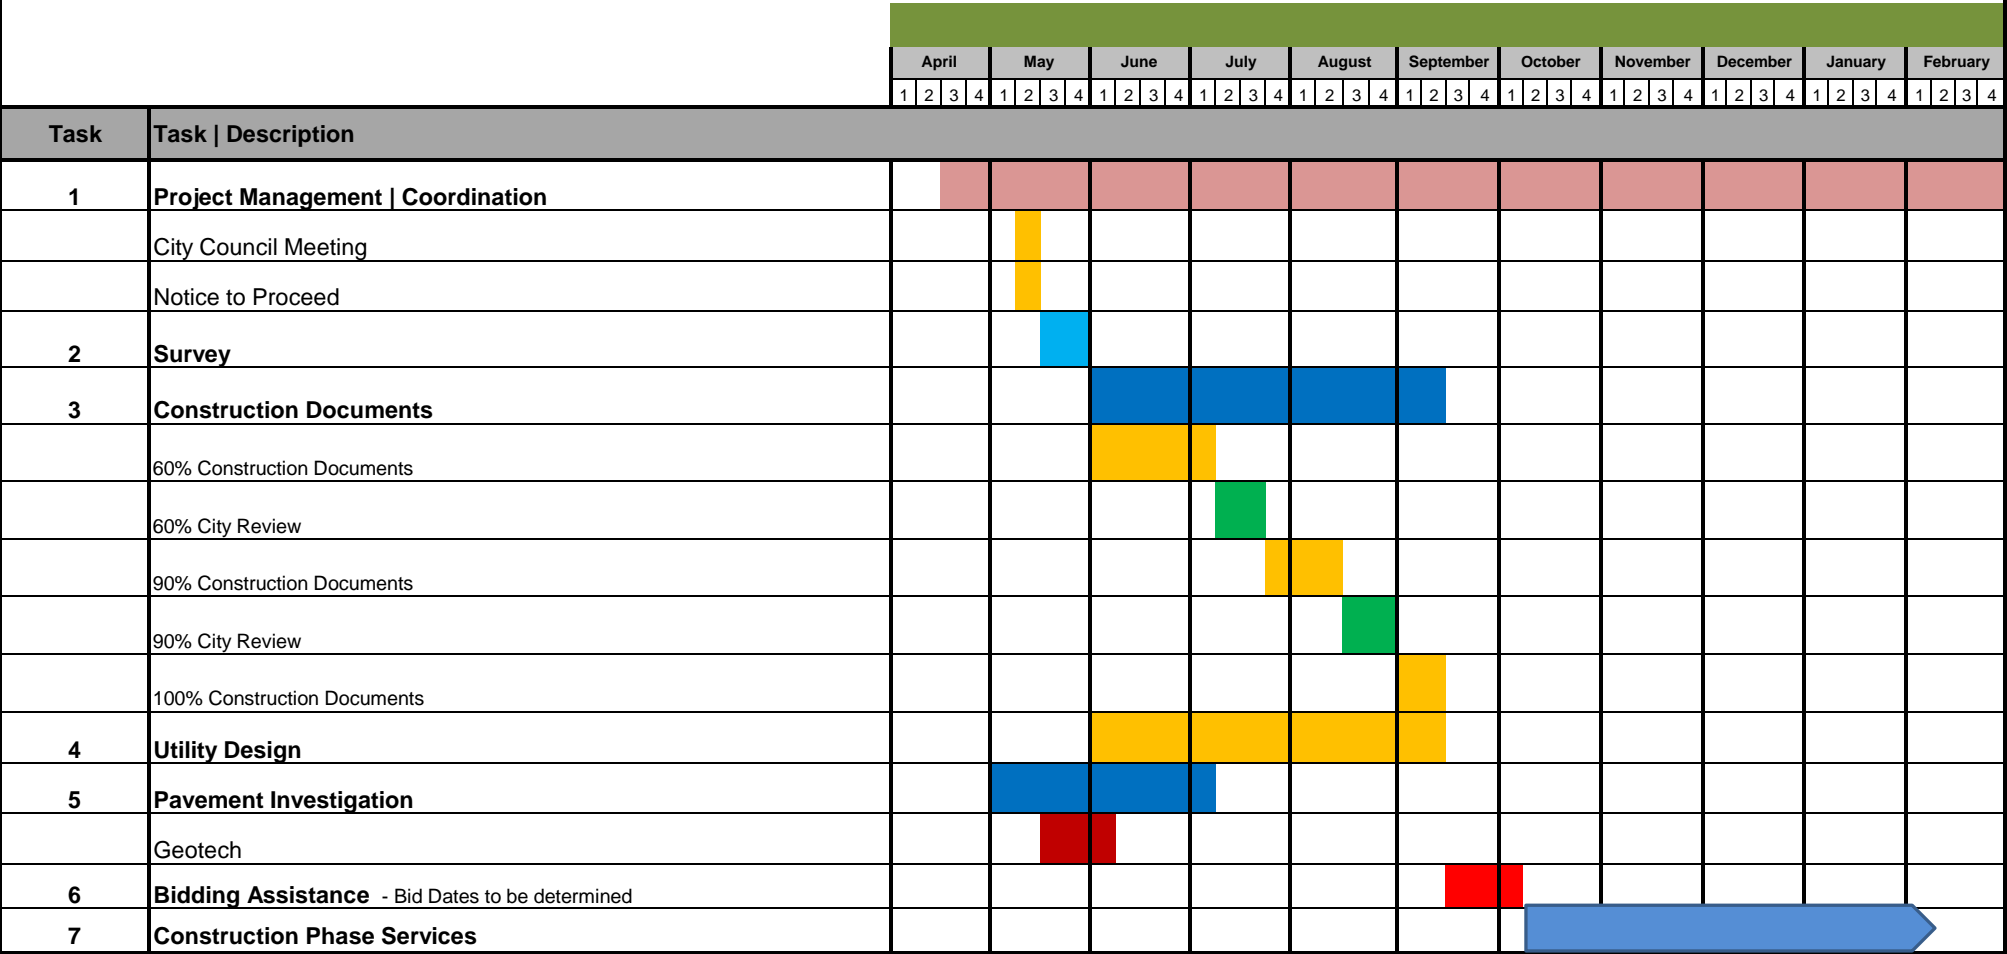 April May June July August September October November December January February
1 2 3 4 1 2 3 4 1 2 3 4 1 2 3 4 1 2 3 4 1 2 3 4 1 2 3 4 1 2 3 4 1 2 3 4 1 2 3 4 1 2 3 4
Task Task | Description
1 Project Management | Coordination
City Council Meeting
Notice to Proceed
2 Survey
3 Construction Documents
60% Construction Documents
60% City Review
90% Construction Documents
90% City Review
100% Construction Documents
4 Utility Design
5 Pavement Investigation
Geotech
6 Bidding Assistance - Bid Dates to be determined
7 Construction Phase Services